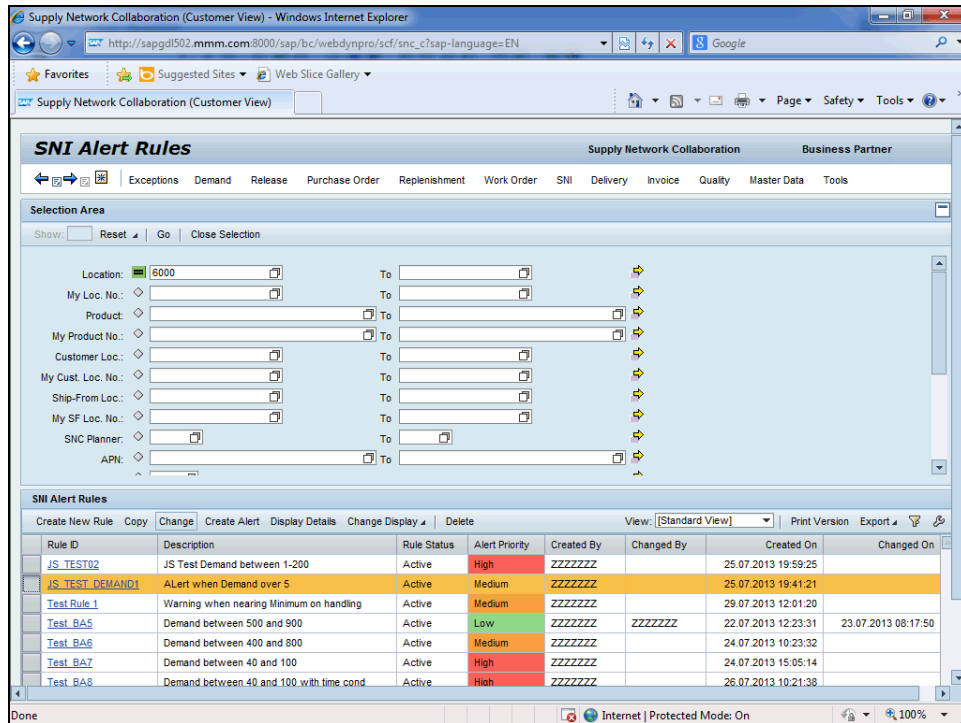 Supply Network Collaboration (Customer View) - Windows Internet Explorer
http://sapgdl502.mmm.com:8000/sap/bc/webdynpro/scf/snc_c?sap-language=EN
Google
Favorites Suggested Sites Web Slice Gallery
Supply Network Collaboration (Customer View) Page Safety Tools
SNI Alert Rules Supply Network Collaboration Business Partner
Exceptions Demand Release Purchase Order Replenishment Work Order SNI Delivery Invoice Quality Master Data Tools
Selection Area
Show: Reset Go Close Selection
Location: 6000 To
My Loc. No.: To
Product: To
My Product No.: To
Customer Loc.: To
My Cust. Loc. No.: To
Ship-From Loc.: To
My SF Loc. No.: To
SNC Planner: To
APN: To
SNI Alert Rules
Create New Rule Copy Change Create Alert Display Details Change Display Delete View: [Standard View] Print Version Export
Rule ID Description Rule Status Alert Priority Created By Changed By Created On Changed On
JS_TEST02 JS Test Demand between 1-200 Active High ZZZZZZZ 25.07.2013 19:59:25
JS_TEST_DEMAND1 ALert when Demand over 5 Active Medium ZZZZZZZ 25.07.2013 19:41:21
Test Rule 1 Warning when nearing Minimum on handling Active Medium ZZZZZZZ 29.07.2013 12:01:20
Test_BA5 Demand between 500 and 900 Active Low ZZZZZZZ ZZZZZZZ 22.07.2013 12:23:31 23.07.2013 08:17:50
Test_BA6 Demand between 400 and 800 Active Medium ZZZZZZZ 24.07.2013 10:23:32
Test_BA7 Demand between 40 and 100 Active High ZZZZZZZ 24.07.2013 15:05:14
Test_BA8 Demand between 40 and 100 with time cond Active High ZZZZZZZ 26.07.2013 10:21:38
Done Internet | Protected Mode: On 100%